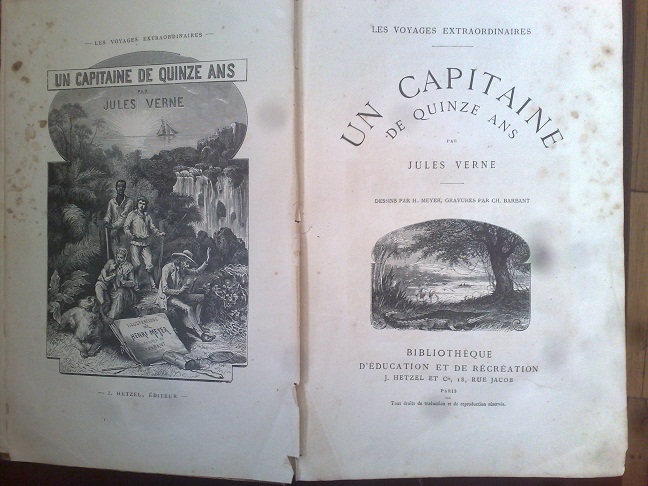 — LES VOYAGES EXTRAORDINAIRES —
UN CAPITAINE DE QUINZE ANS
PAR
JULES VERNE
HENRI MEYER
— J. HETZEL, ÉDITEUR —
LES VOYAGES EXTRAORDINAIRES
UN CAPITAINE
DE QUINZE ANS
PAR
JULES VERNE
DESSINS PAR H. MEYER, GRAVURES PAR CH. BARBANT
BIBLIOTHÈQUE
D'ÉDUCATION ET DE RÉCRÉATION
J. HETZEL ET Cie, 18, RUE JACOB
PARIS
Tous droits de traduction et de reproduction réservés.